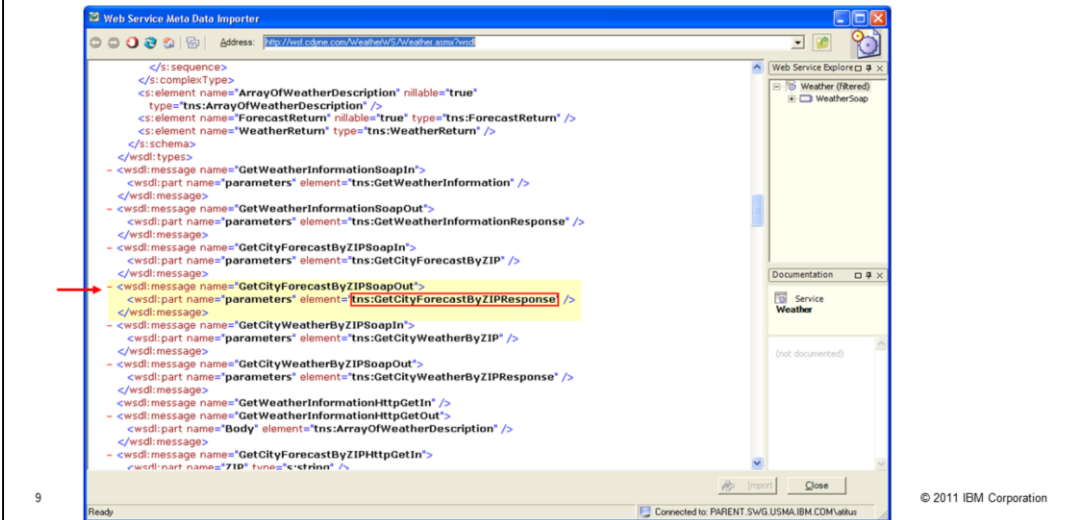 Web Service Meta Data Importer
Address: http://wsf.cdyne.com/WeatherWS/Weather.asmx?wsdl
</s:sequence>
</s:complexType>
<s:element name="ArrayOfWeatherDescription" nillable="true"
type="tns:ArrayOfWeatherDescription" />
<s:element name="ForecastReturn" nillable="true" type="tns:ForecastReturn" />
<s:element name="WeatherReturn" type="tns:WeatherReturn" />
</s:schema>
</wsdl:types>
- <wsdl:message name="GetWeatherInformationSoapIn">
<wsdl:part name="parameters" element="tns:GetWeatherInformation" />
</wsdl:message>
- <wsdl:message name="GetWeatherInformationSoapOut">
<wsdl:part name="parameters" element="tns:GetWeatherInformationResponse" />
</wsdl:message>
- <wsdl:message name="GetCityForecastByZIPSoapIn">
<wsdl:part name="parameters" element="tns:GetCityForecastByZIP" />
</wsdl:message>
- <wsdl:message name="GetCityForecastByZIPSoapOut">
<wsdl:part name="parameters" element="tns:GetCityForecastByZIPResponse" />
</wsdl:message>
- <wsdl:message name="GetCityWeatherByZIPSoapIn">
<wsdl:part name="parameters" element="tns:GetCityWeatherByZIP" />
</wsdl:message>
- <wsdl:message name="GetCityWeatherByZIPSoapOut">
<wsdl:part name="parameters" element="tns:GetCityWeatherByZIPResponse" />
</wsdl:message>
<wsdl:message name="GetWeatherInformationHttpGetIn" />
- <wsdl:message name="GetWeatherInformationHttpGetOut">
<wsdl:part name="Body" element="tns:ArrayOfWeatherDescription" />
</wsdl:message>
- <wsdl:message name="GetCityForecastByZIPHttpGetIn">
<wsdl:part name="ZIP" type="s:string" />
Web Service Explore
Weather (filtered)
WeatherSoap
Documentation
Service
Weather
(not documented)
Import
Close
Ready
Connected to: PARENT.SWG.USMA.IBM.COM\atitus
9
© 2011 IBM Corporation